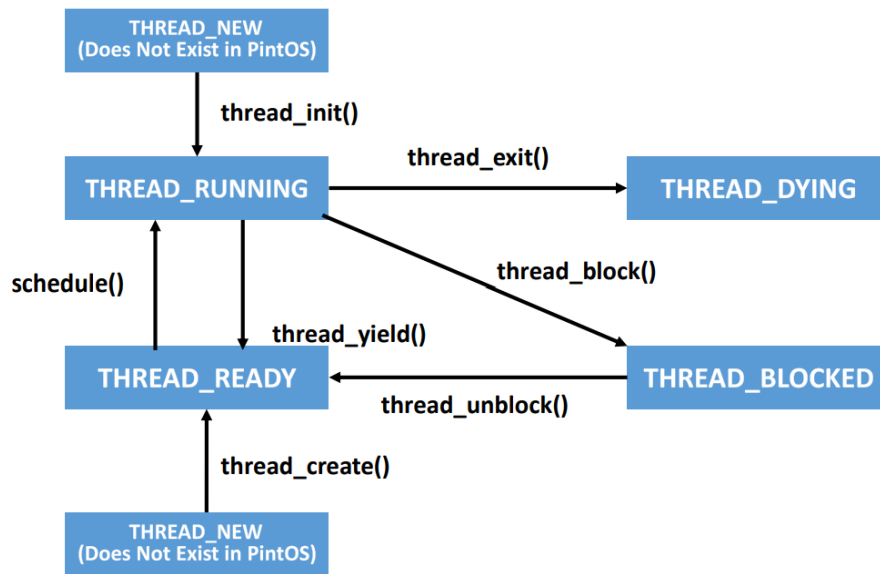 THREAD_NEW
(Does Not Exist in PintOS)
thread_init()
thread_exit()
THREAD_RUNNING
THREAD_DYING
thread_block()
schedule()
thread_yield()
THREAD_READY
THREAD_BLOCKED
thread_unblock()
thread_create()
THREAD_NEW
(Does Not Exist in PintOS)